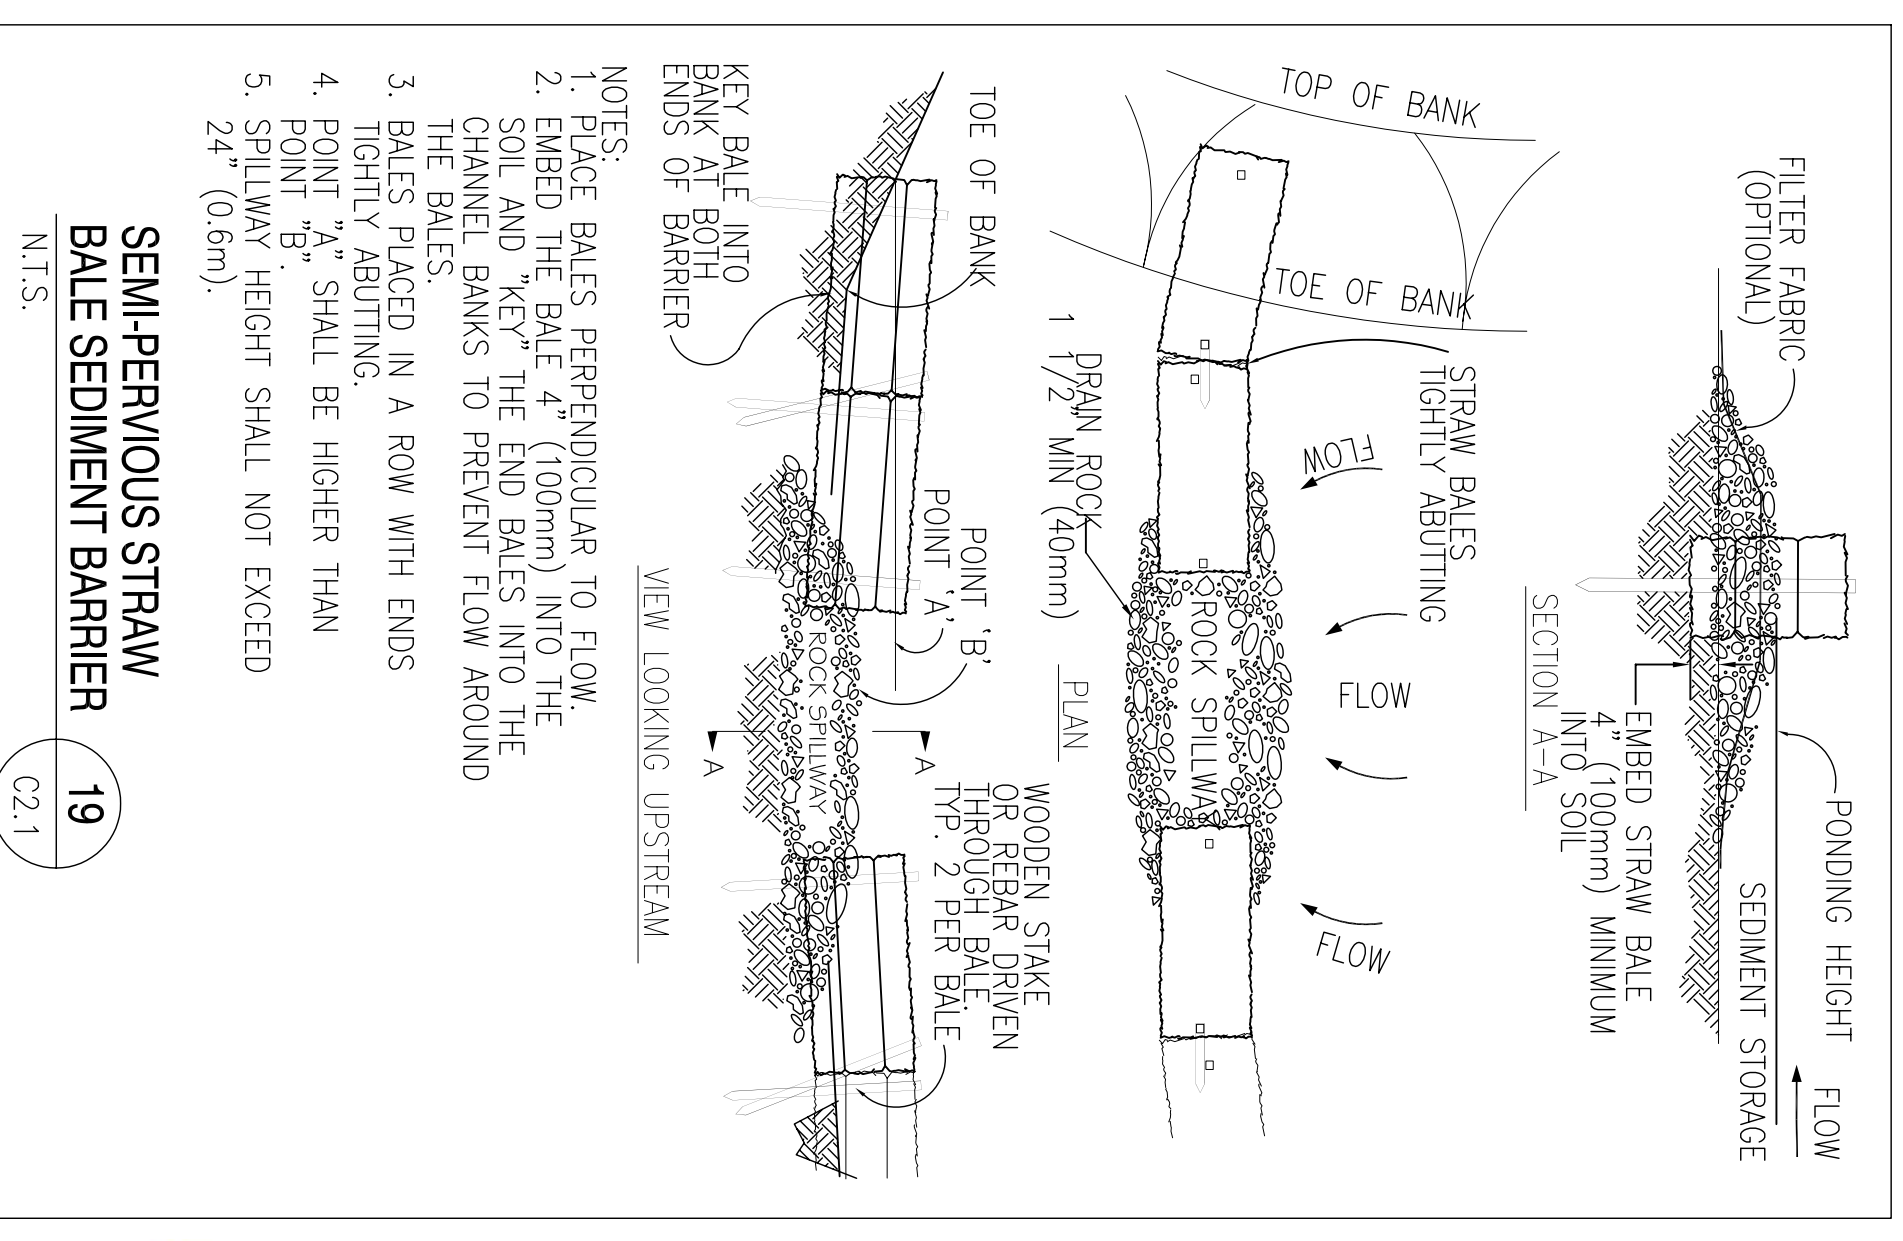 FILTER FABRIC
(OPTIONAL)
PONDING HEIGHT
FLOW
SEDIMENT STORAGE
EMBED STRAW BALE
4" (100mm) MINIMUM
INTO SOIL
SECTION A-A
TOP OF BANK
TOE OF BANK
STRAW BALES
TIGHTLY ABUTTING
FLOW
FLOW
FLOW
ROCK SPILLWAY
DRAIN ROCK
1 1/2" MIN (40mm)
PLAN
TOE OF BANK
POINT 'B'
POINT 'A'
WOODEN STAKE
OR REBAR DRIVEN
THROUGH BALE.
TYP. 2 PER BALE
A
ROCK SPILLWAY
A
KEY BALE INTO
BANK AT BOTH
ENDS OF BARRIER
VIEW LOOKING UPSTREAM
NOTES:
1. PLACE BALES PERPENDICULAR TO FLOW.
2. EMBED THE BALE 4" (100mm) INTO THE
SOIL AND "KEY" THE END BALES INTO THE
CHANNEL BANKS TO PREVENT FLOW AROUND
THE BALES.
3. BALES PLACED IN A ROW WITH ENDS
TIGHTLY ABUTTING.
4. POINT "A" SHALL BE HIGHER THAN
POINT "B".
5. SPILLWAY HEIGHT SHALL NOT EXCEED
24" (0.6m).
SEMI-PERVIOUS STRAW
BALE SEDIMENT BARRIER
N.T.S.
19
C2.1